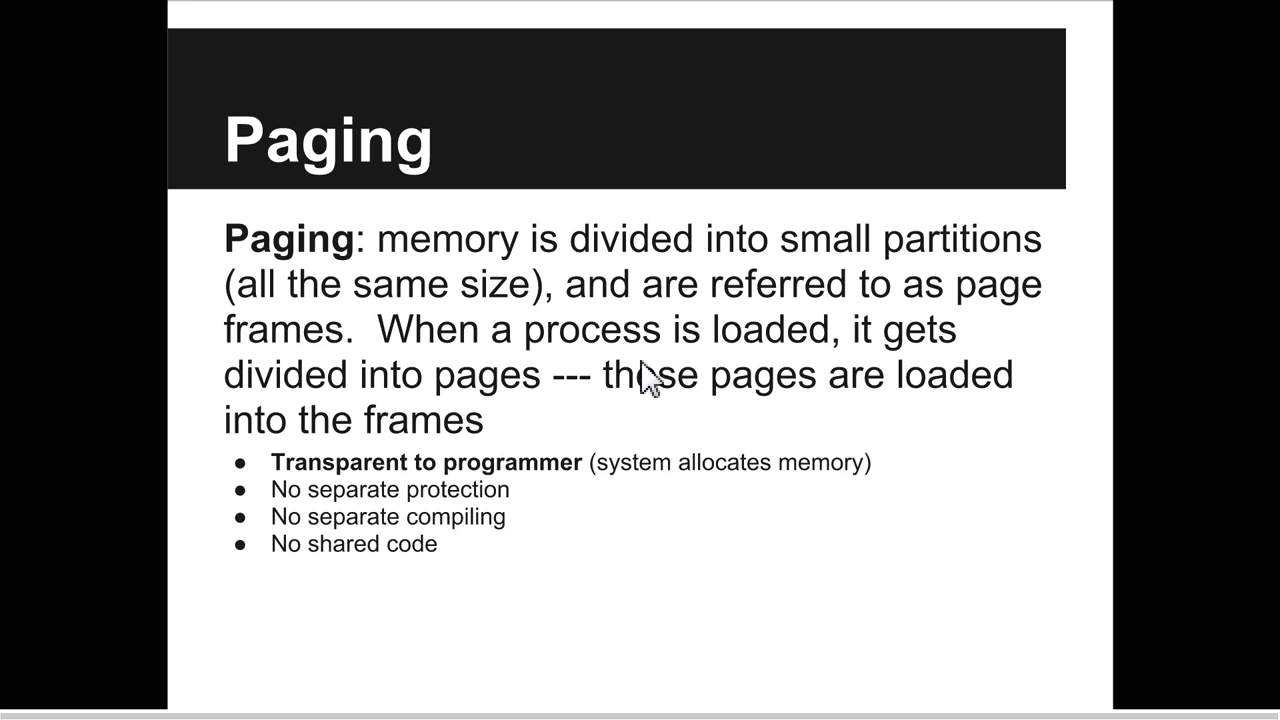 Paging
Paging: memory is divided into small partitions
(all the same size), and are referred to as page
frames.  When a process is loaded, it gets
divided into pages --- those pages are loaded
into the frames
● Transparent to programmer (system allocates memory)
● No separate protection
● No separate compiling
● No shared code